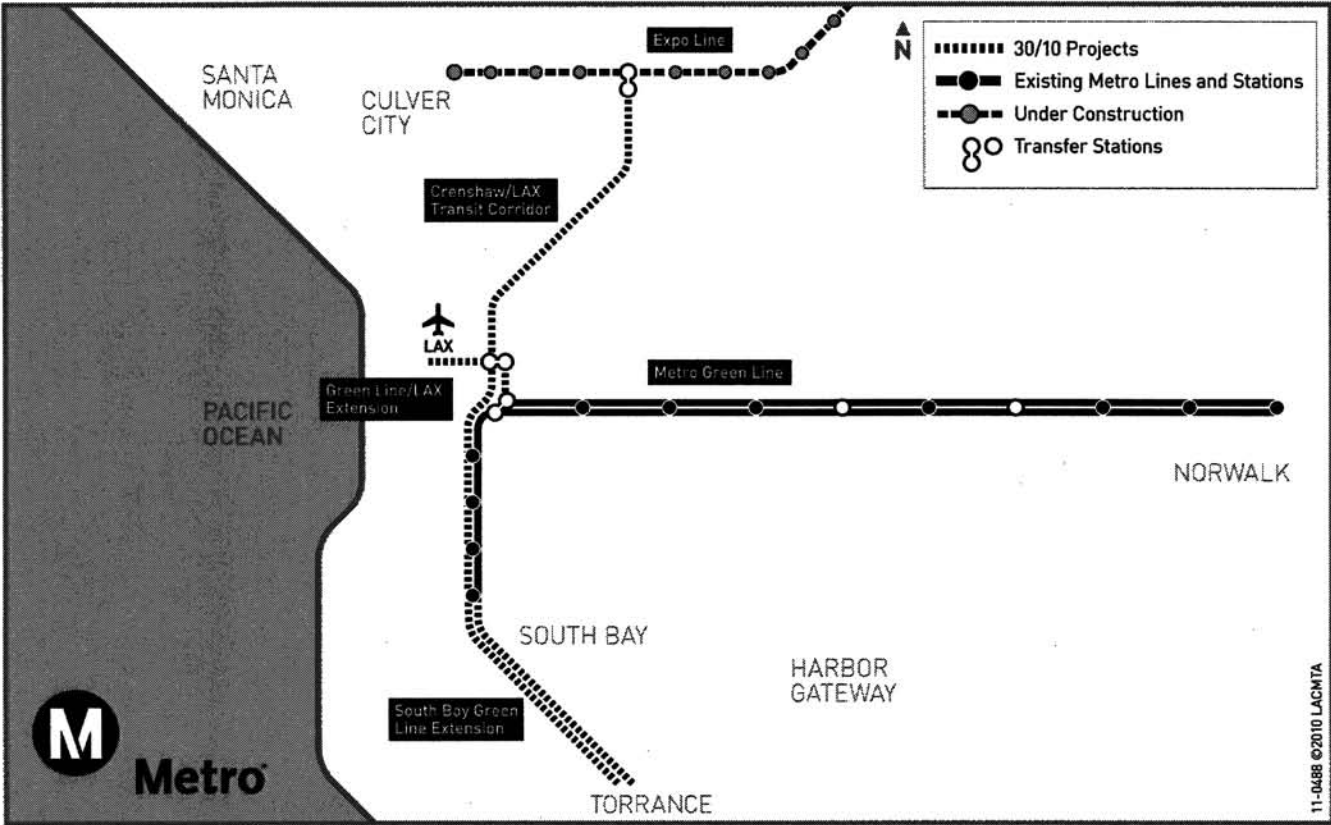 Expo Line
N
30/10 Projects
Existing Metro Lines and Stations
Under Construction
Transfer Stations
SANTA
MONICA
CULVER
CITY
Crenshaw/LAX
Transit Corridor
LAX
Green Line/LAX
Extension
Metro Green Line
PACIFIC
OCEAN
NORWALK
SOUTH BAY
HARBOR
GATEWAY
South Bay Green
Line Extension
M
Metro
TORRANCE
11-0488 ©2010 LACMTA